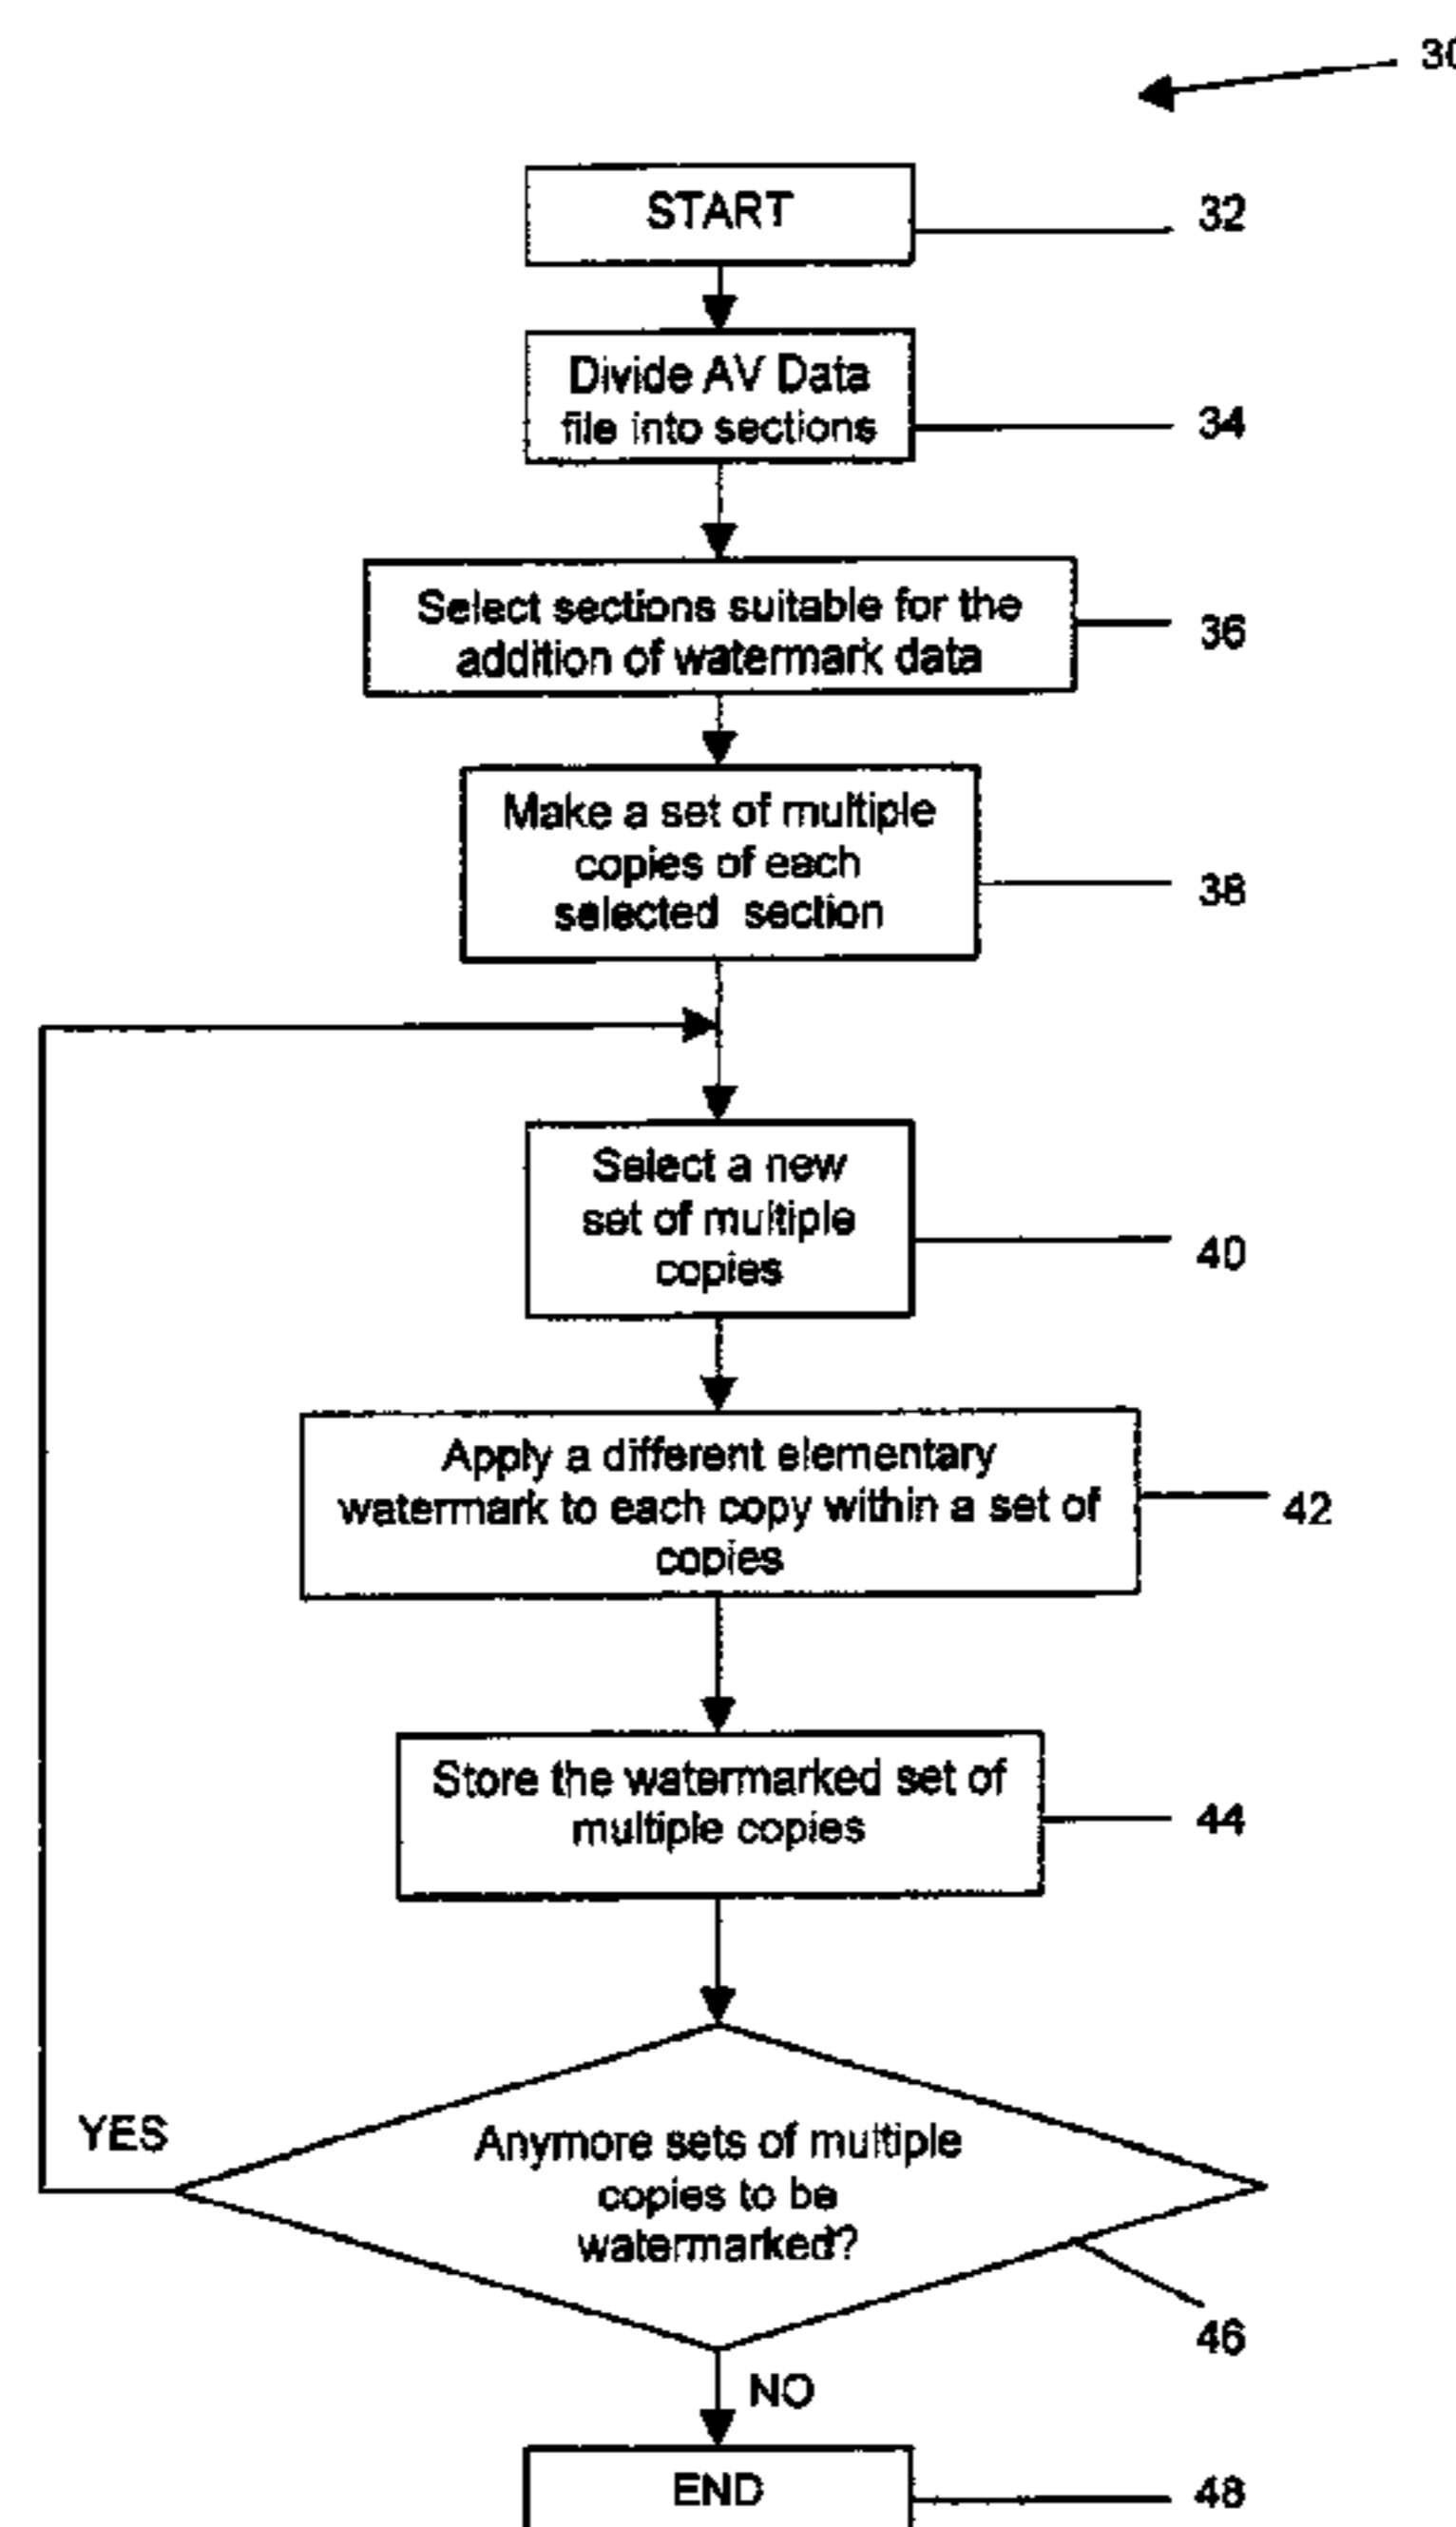 30
START
32
Divide AV Data
file into sections
34
Select sections suitable for the
addition of watermark data
36
Make a set of multiple
copies of each
selected section
38
Select a new
set of multiple
copies
40
Apply a different elementary
watermark to each copy within a set of
copies
42
Store the watermarked set of
multiple copies
44
YES
Anymore sets of multiple
copies to be
watermarked?
46
NO
END
48